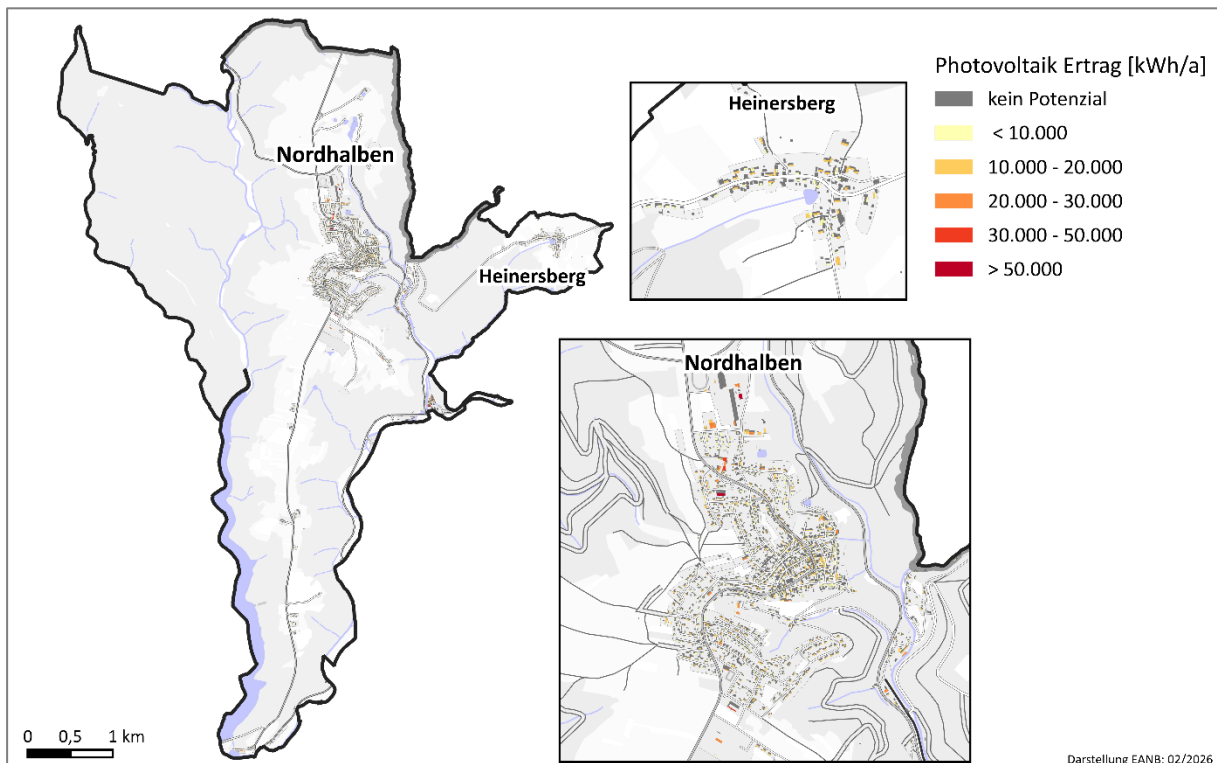 Nordhalben
Heinersberg
0 0,5 1 km
Heinersberg
Nordhalben
Photovoltaik Ertrag [kWh/a]
kein Potenzial
< 10.000
10.000 - 20.000
20.000 - 30.000
30.000 - 50.000
> 50.000
Darstellung EANB; 02/2026